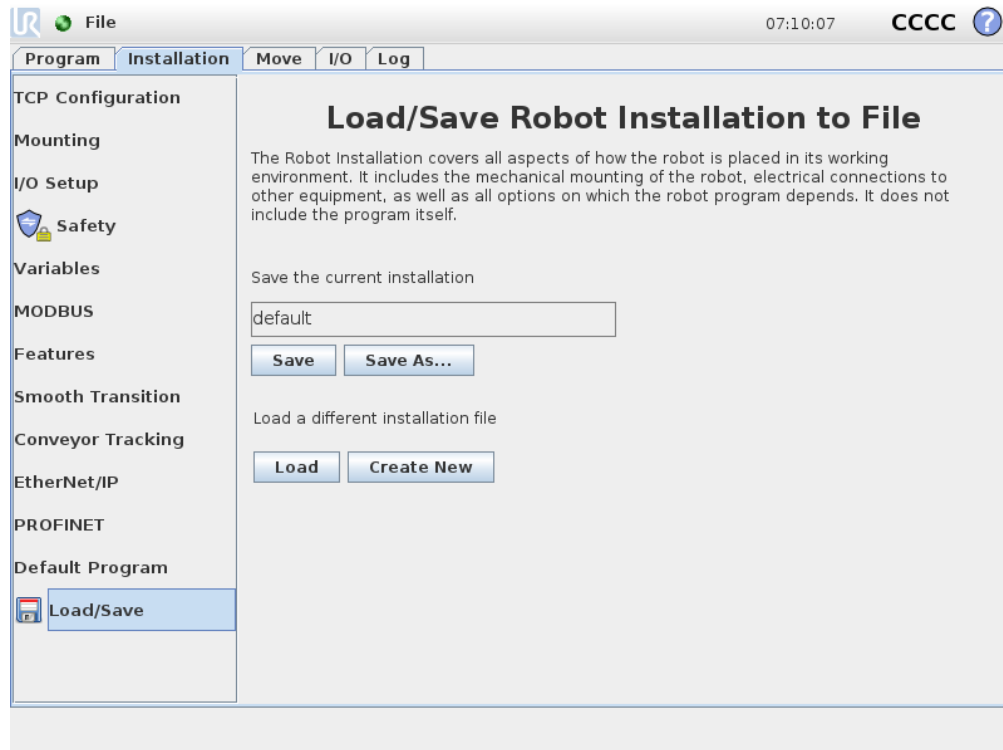 UR File 07:10:07 CCCC ?
Program Installation Move I/O Log
TCP Configuration
Mounting
I/O Setup
Safety
Variables
MODBUS
Features
Smooth Transition
Conveyor Tracking
EtherNet/IP
PROFINET
Default Program
Load/Save
Load/Save Robot Installation to File
The Robot Installation covers all aspects of how the robot is placed in its working
environment. It includes the mechanical mounting of the robot, electrical connections to
other equipment, as well as all options on which the robot program depends. It does not
include the program itself.
Save the current installation
default
Save Save As...
Load a different installation file
Load Create New